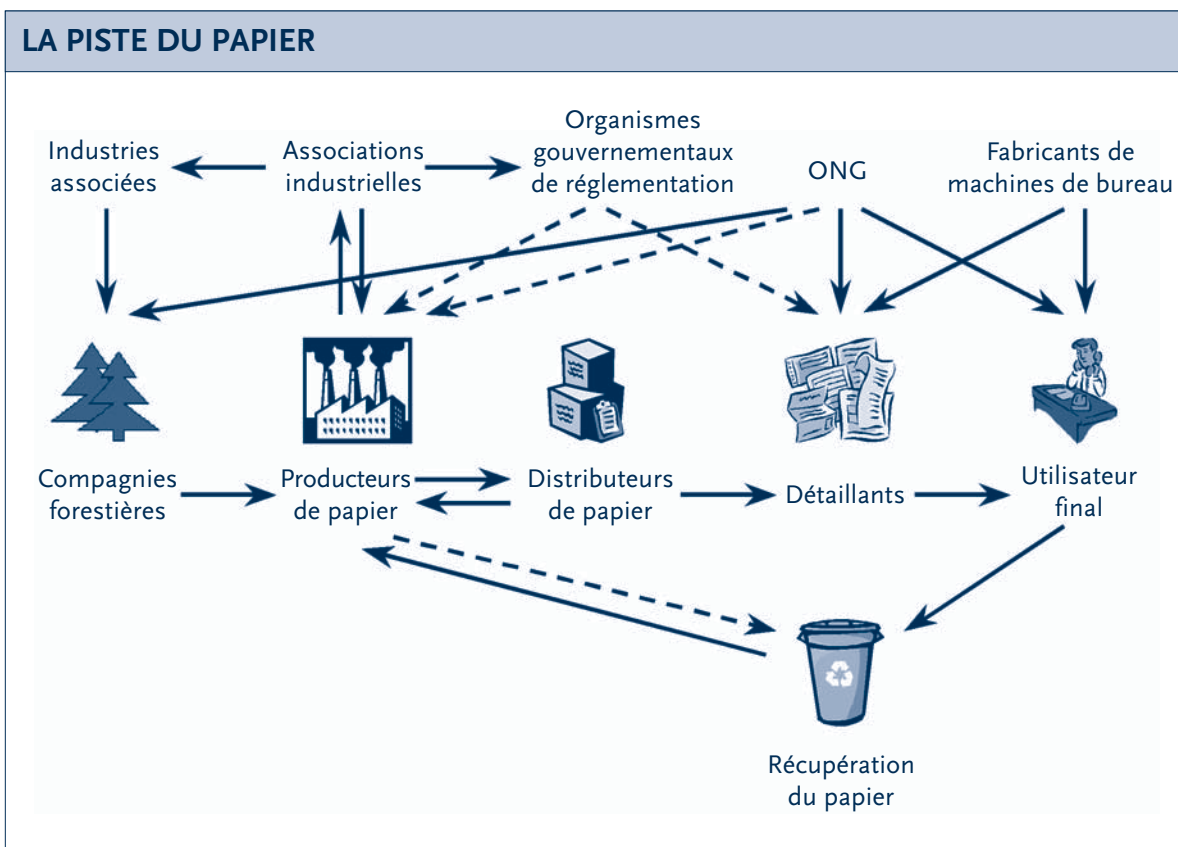 LA PISTE DU PAPIER
Industries
associées
Associations
industrielles
Organismes
gouvernementaux
de réglementation
ONG
Fabricants de
machines de bureau
Compagnies
forestières
Producteurs
de papier
Distributeurs
de papier
Détaillants
Utilisateur
final
Récupération
du papier